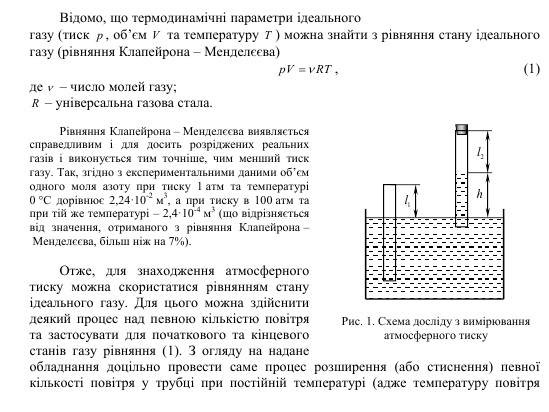 Відомо, що термодинамічні параметри ідеального
газу (тиск p, об’єм V та температуру T) можна знайти з рівняння стану ідеального
газу (рівняння Клапейрона – Менделєєва)
pV = νRT, (1)
де ν – число молей газу;
R – універсальна газова стала.
Рівняння Клапейрона – Менделєєва виявляється
справедливим і для досить розріджених реальних
газів і виконується тим точніше, чим менший тиск
газу. Так, згідно з експериментальними даними об’єм
одного моля азоту при тиску 1 атм та температурі
0 °С дорівнює 2,24·10⁻² м³, а при тиску в 100 атм та
при тій же температурі – 2,4·10⁻⁴ м³ (що відрізняється
від значення, отриманого з рівняння Клапейрона –
Менделєєва, більш ніж на 7%).
l₁
l₂
h
Рис. 1. Схема досліду з вимірювання
атмосферного тиску
Отже, для знаходження атмосферного
тиску можна скористатися рівнянням стану
ідеального газу. Для цього можна здійснити
деякий процес над певною кількістю повітря
та застосувати для початкового та кінцевого
станів газу рівняння (1). З огляду на надане
обладнання доцільно провести саме процес розширення (або стиснення) певної
кількості повітря у трубці при постійній температурі (адже температуру повітря